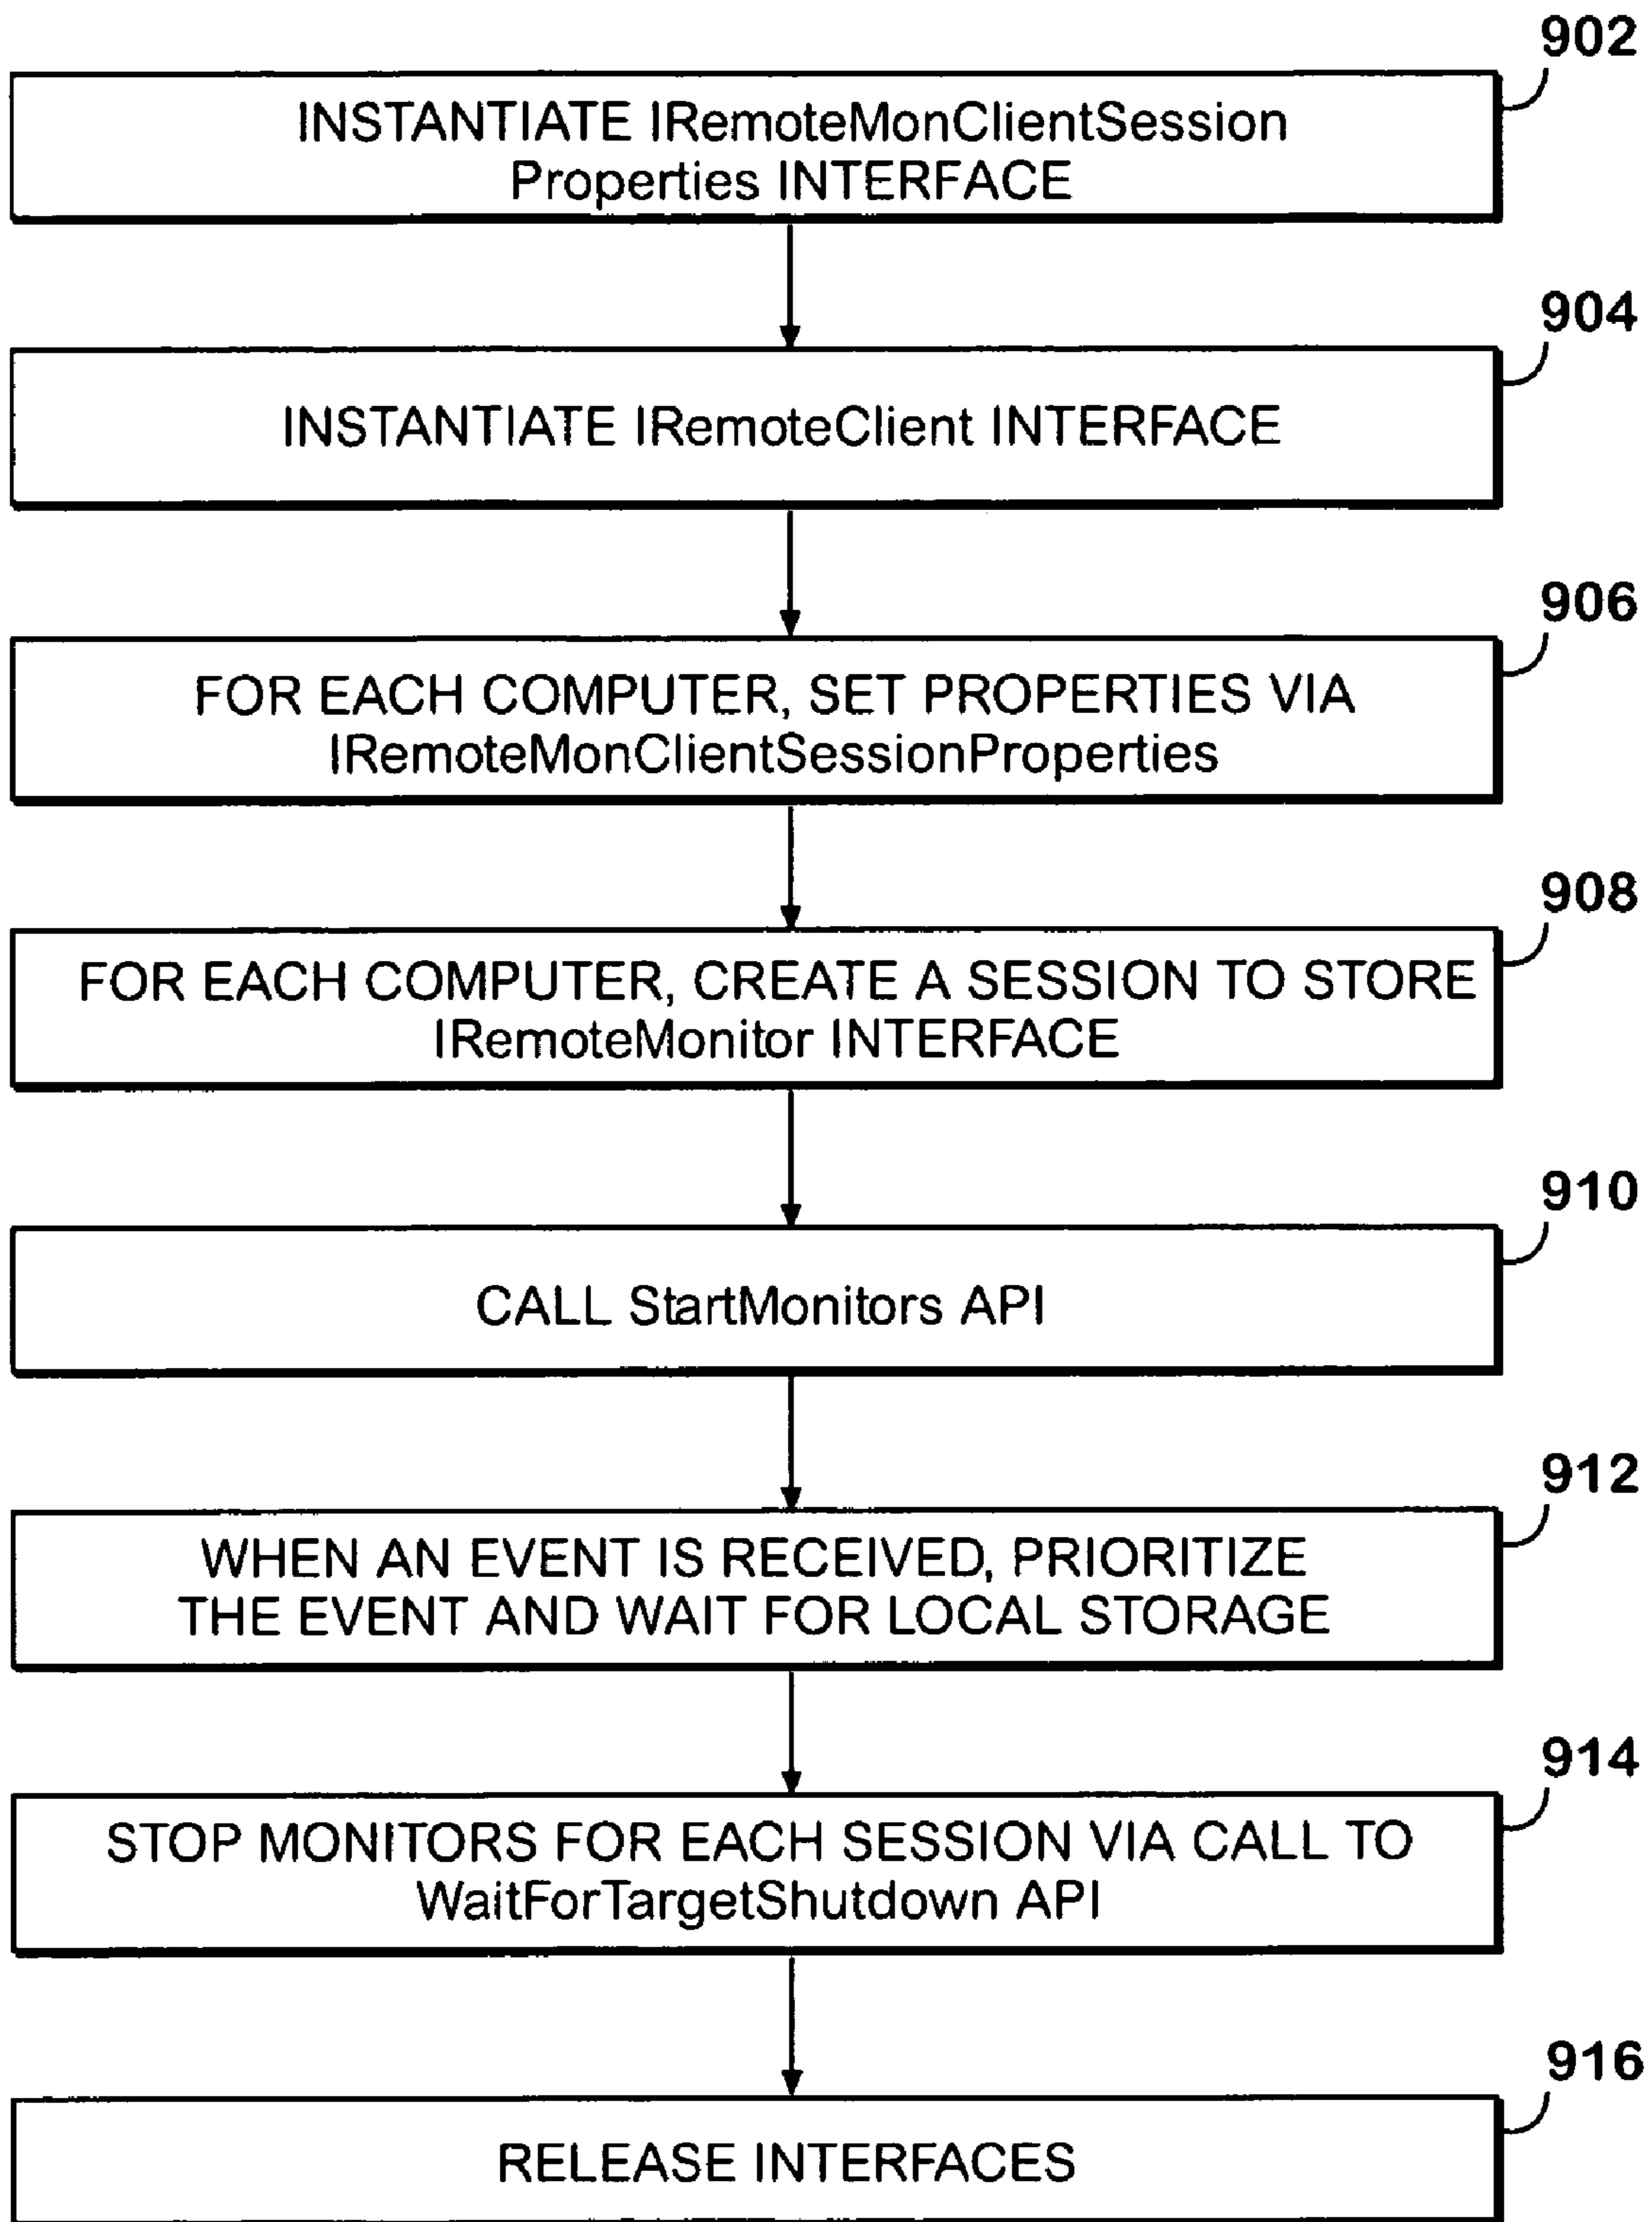 902
INSTANTIATE IRemoteMonClientSession
Properties INTERFACE
904
INSTANTIATE IRemoteClient INTERFACE
906
FOR EACH COMPUTER, SET PROPERTIES VIA
IRemoteMonClientSessionProperties
908
FOR EACH COMPUTER, CREATE A SESSION TO STORE
IRemoteMonitor INTERFACE
910
CALL StartMonitors API
912
WHEN AN EVENT IS RECEIVED, PRIORITIZE
THE EVENT AND WAIT FOR LOCAL STORAGE
914
STOP MONITORS FOR EACH SESSION VIA CALL TO
WaitForTargetShutdown API
916
RELEASE INTERFACES